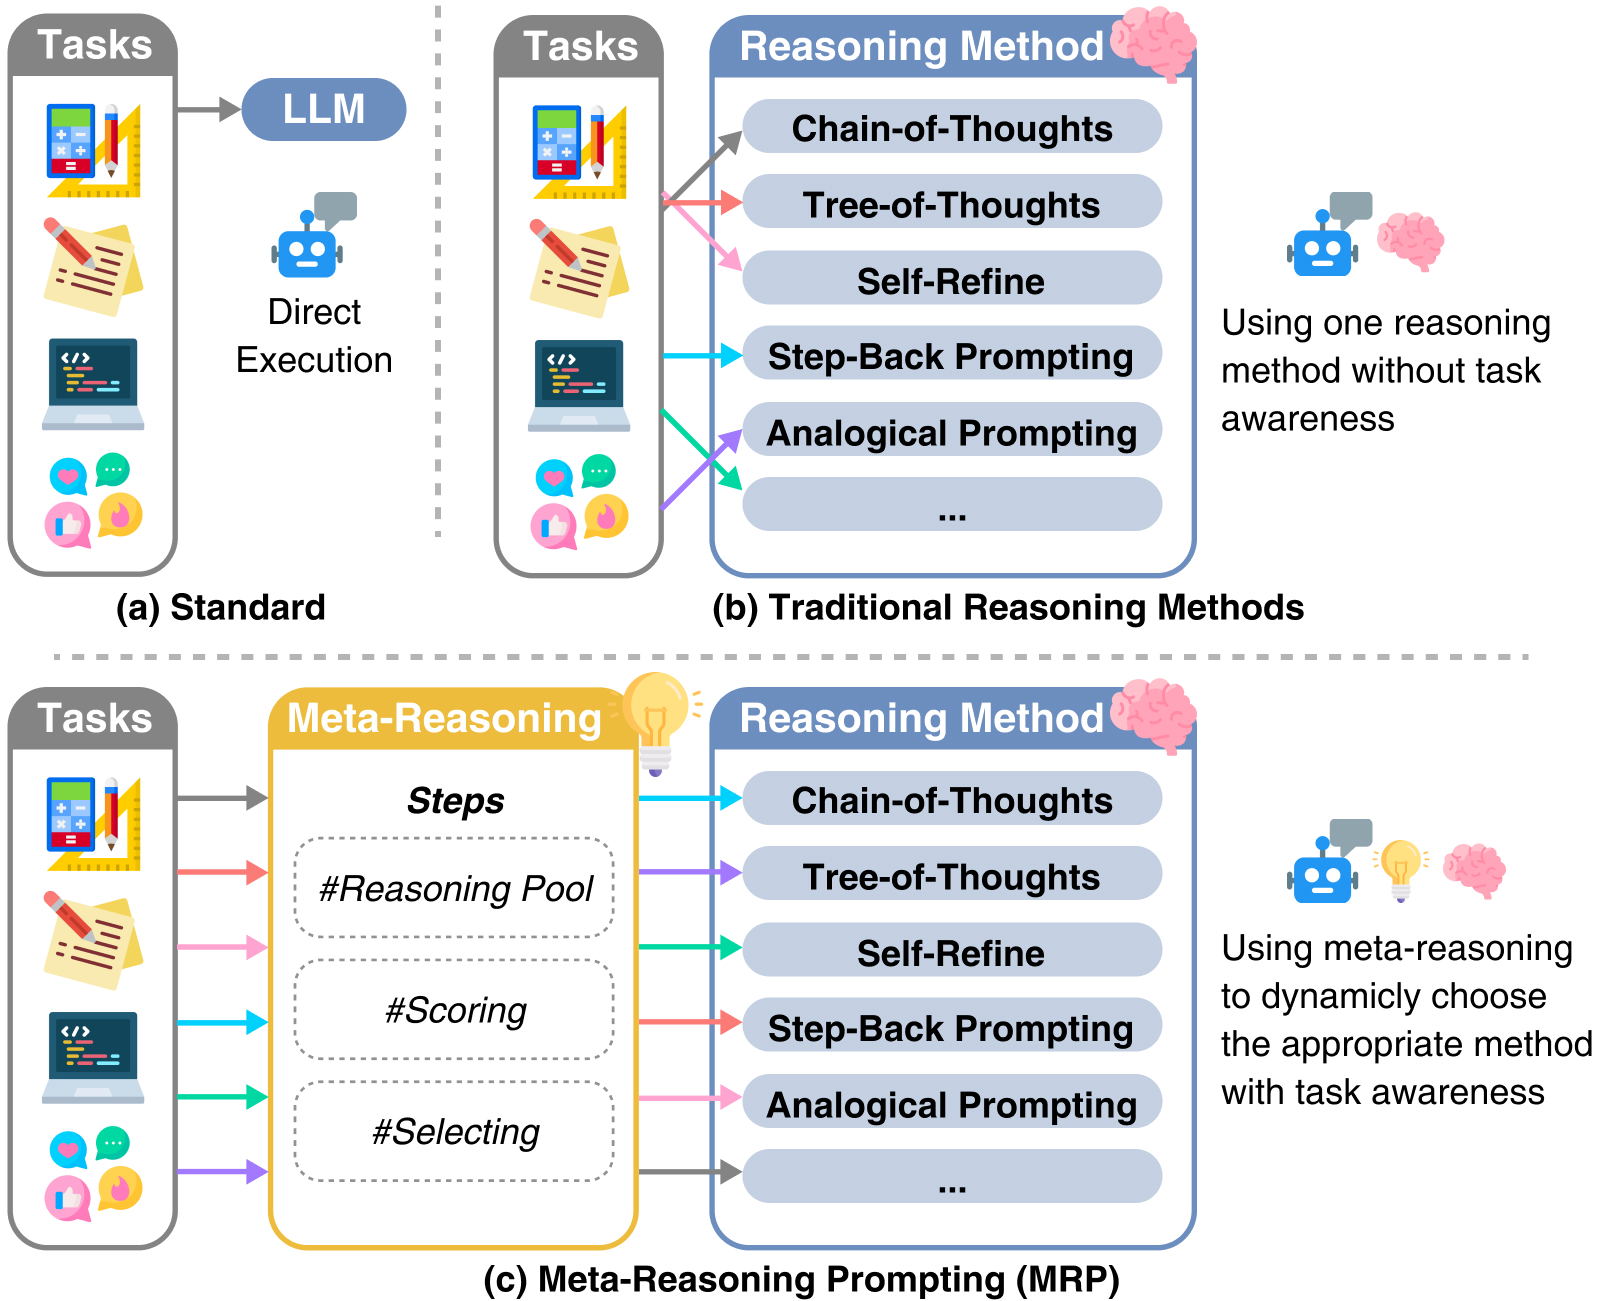 Tasks
LLM
Direct
Execution
(a) Standard
Tasks
Reasoning Method
Chain-of-Thoughts
Tree-of-Thoughts
Self-Refine
Step-Back Prompting
Analogical Prompting
...
Using one reasoning
method without task
awareness
(b) Traditional Reasoning Methods
Tasks
Meta-Reasoning
Steps
#Reasoning Pool
#Scoring
#Selecting
Reasoning Method
Chain-of-Thoughts
Tree-of-Thoughts
Self-Refine
Step-Back Prompting
Analogical Prompting
...
Using meta-reasoning
to dynamicly choose
the appropriate method
with task awareness
(c) Meta-Reasoning Prompting (MRP)